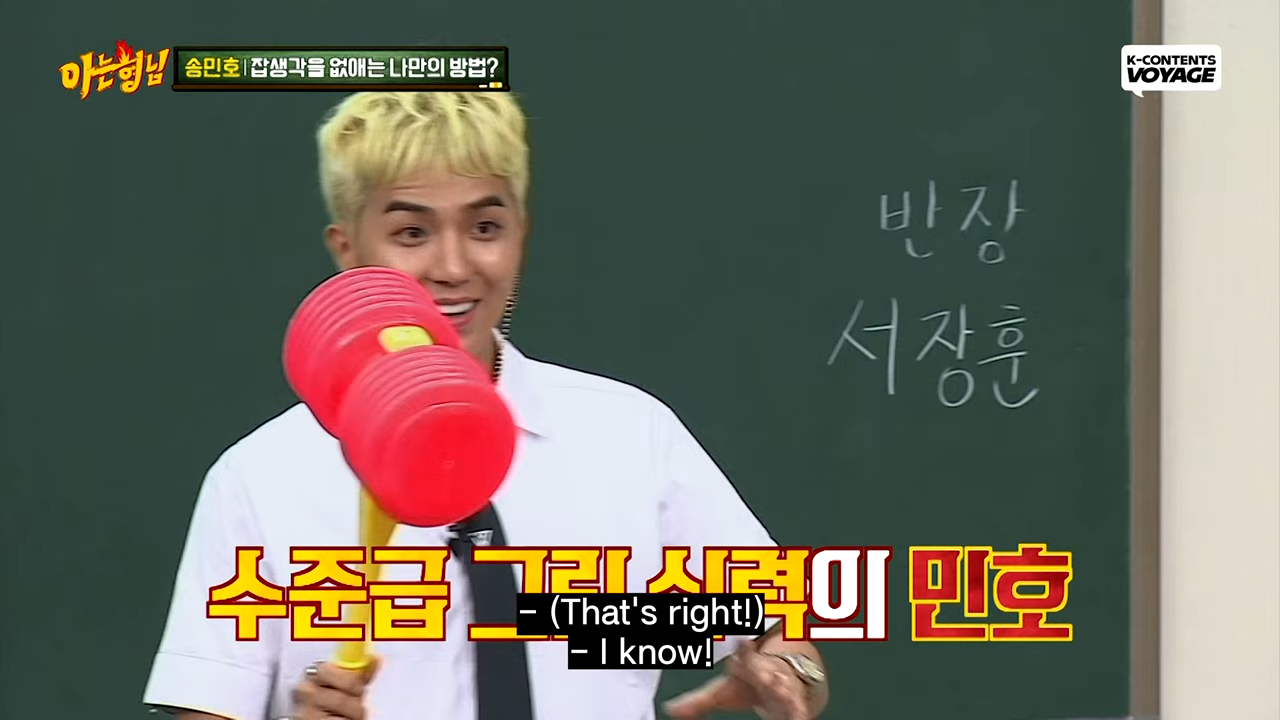 아는형님
송민호 | 잡생각을 없애는 나만의 방법?
K-CONTENTS
VOYAGE
반장
서장훈
수준급 그림 실력의 민호
- (That's right!)
- I know!